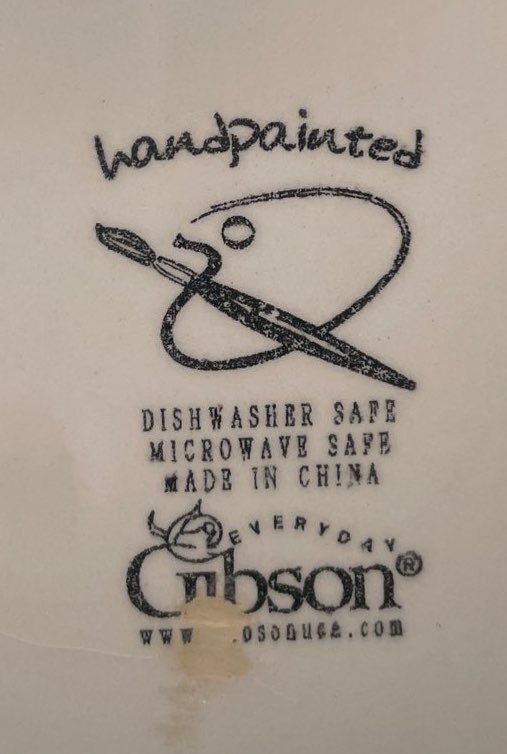 handpainted
DISHWASHER SAFE
MICROWAVE SAFE
MADE IN CHINA
EVERYDAY
Gibson®